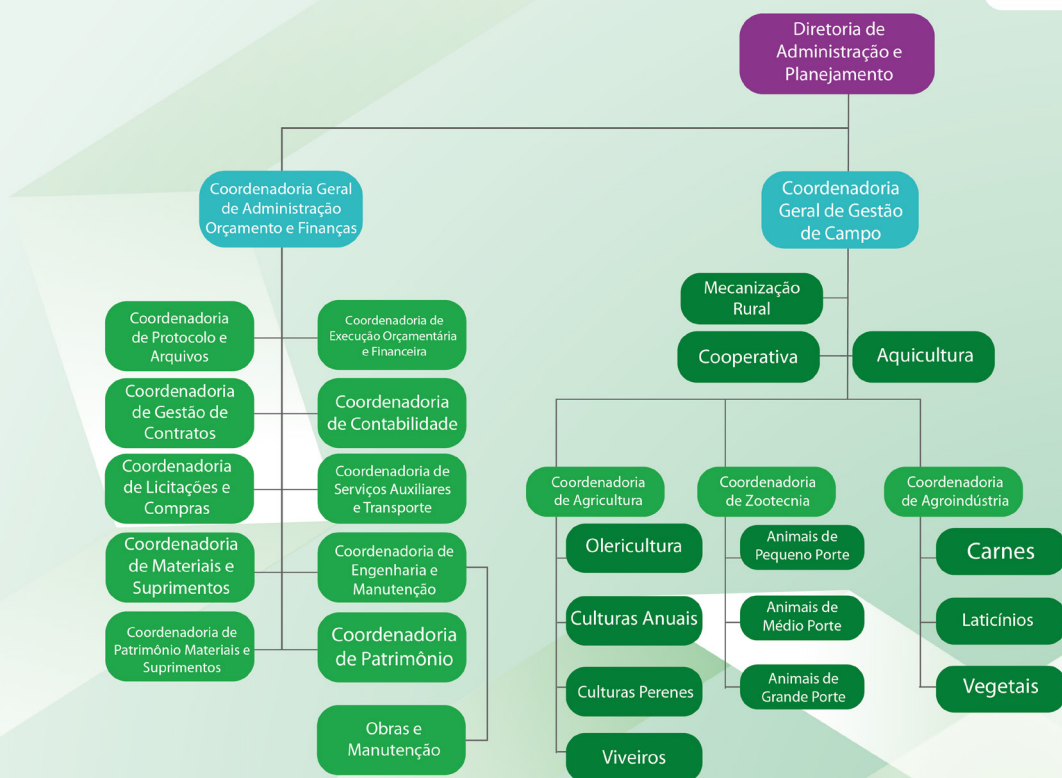 Diretoria de
Administração e
Planejamento
Coordenadoria Geral
de Administração
Orçamento e Finanças
Coordenadoria
Geral de Gestão
de Campo
Coordenadoria
de Protocolo e
Arquivos
Coordenadoria de
Execução Orçamentária
e Financeira
Coordenadoria
de Gestão de
Contratos
Coordenadoria
de Contabilidade
Coordenadoria
de Licitações e
Compras
Coordenadoria de
Serviços Auxiliares
e Transporte
Coordenadoria
de Materiais e
Suprimentos
Coordenadoria de
Engenharia e
Manutenção
Coordenadoria de
Patrimônio Materiais e
Suprimentos
Coordenadoria
de Patrimônio
Obras e
Manutenção
Mecanização
Rural
Cooperativa
Aquicultura
Coordenadoria
de Agricultura
Olericultura
Culturas Anuais
Culturas Perenes
Viveiros
Coordenadoria
de Zootecnia
Animais de
Pequeno Porte
Animais de
Médio Porte
Animais de
Grande Porte
Coordenadoria
de Agroindústria
Carnes
Laticínios
Vegetais